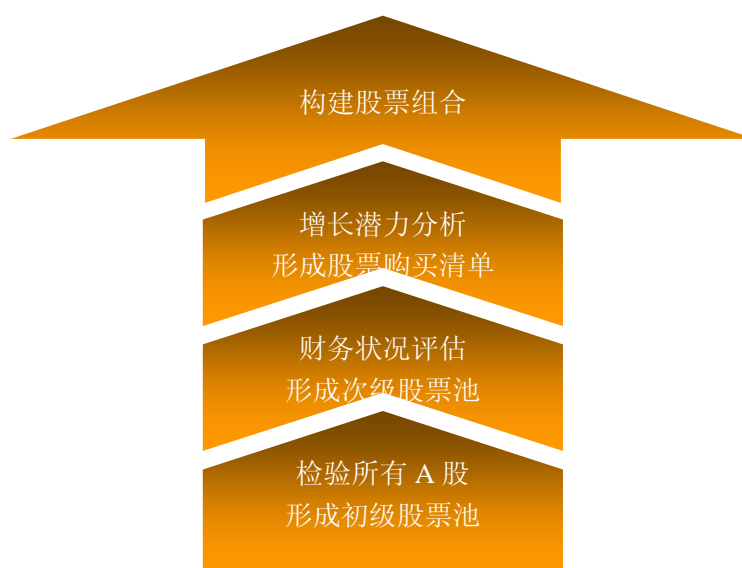 构建股票组合
增长潜力分析
形成股票购买清单
财务状况评估
形成次级股票池
检验所有 A 股
形成初级股票池